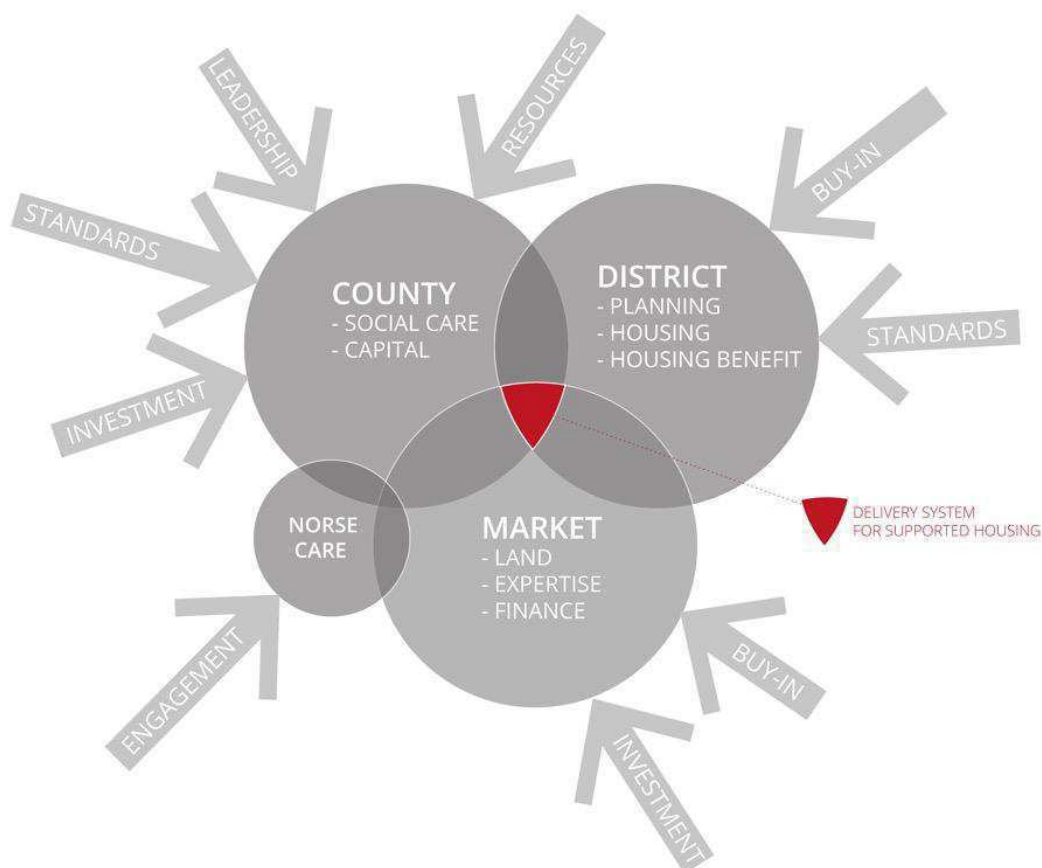 LEADERSHIP
RESOURCES
BUY-IN
STANDARDS
COUNTY
- SOCIAL CARE
- CAPITAL
DISTRICT
- PLANNING
- HOUSING
- HOUSING BENEFIT
STANDARDS
INVESTMENT
NORSE
CARE
MARKET
- LAND
- EXPERTISE
- FINANCE
DELIVERY SYSTEM
FOR SUPPORTED HOUSING
ENGAGEMENT
BUY-IN
INVESTMENT